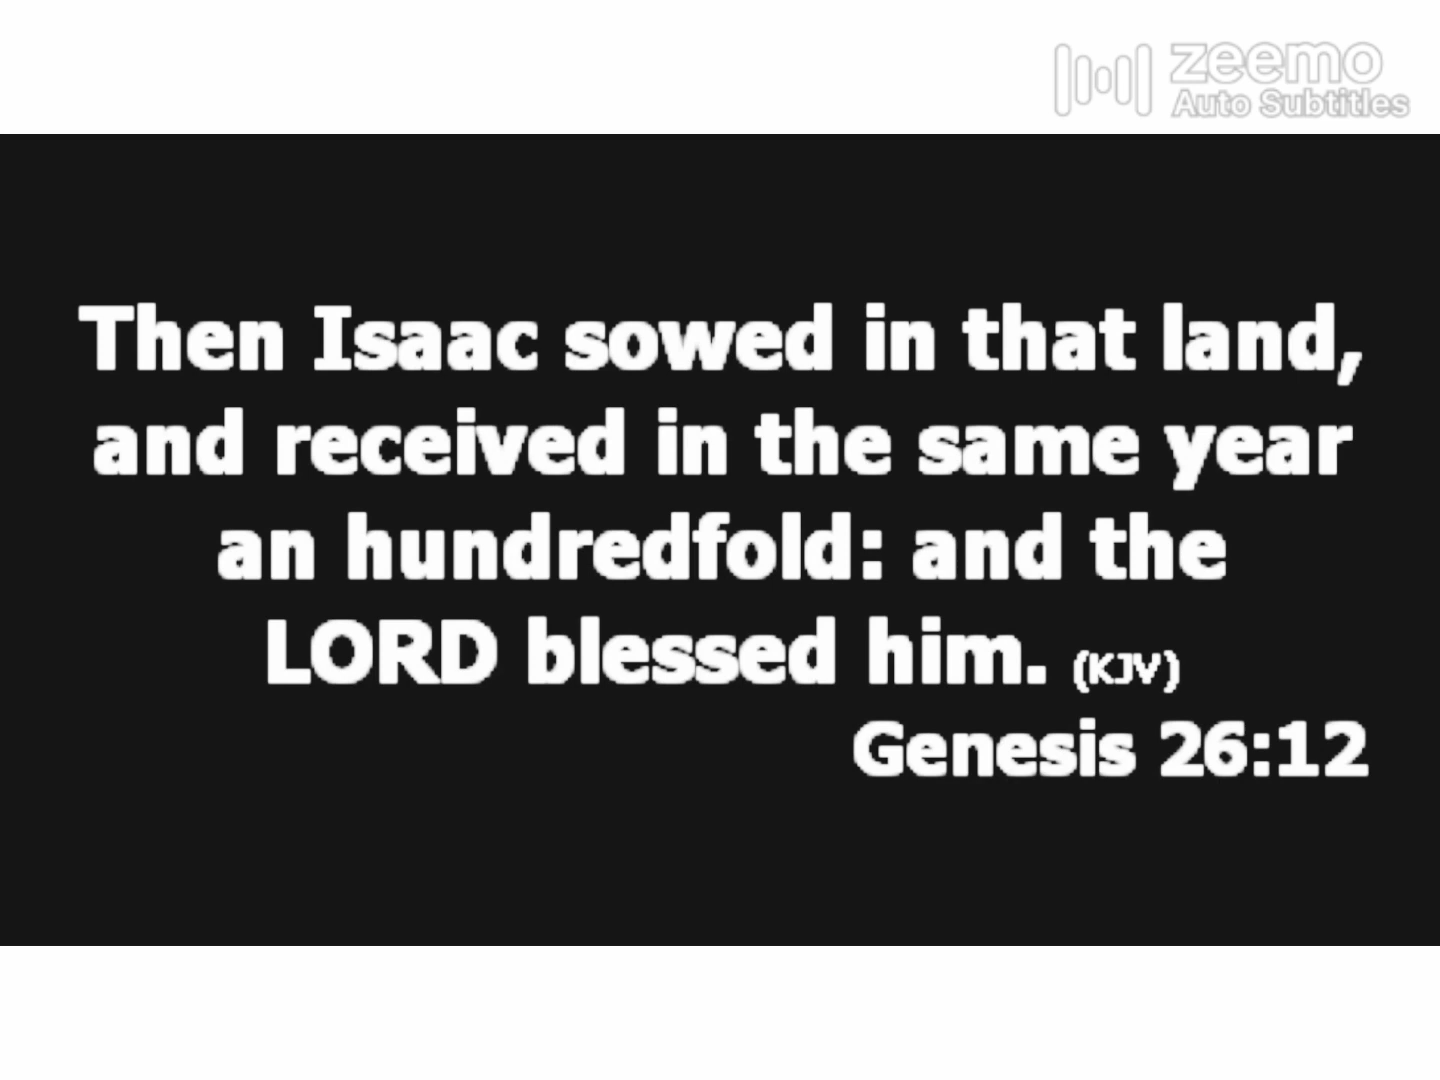 zeemo
Auto Subtitles
Then Isaac sowed in that land,
and received in the same year
an hundredfold: and the
LORD blessed him. (KJV)
Genesis 26:12